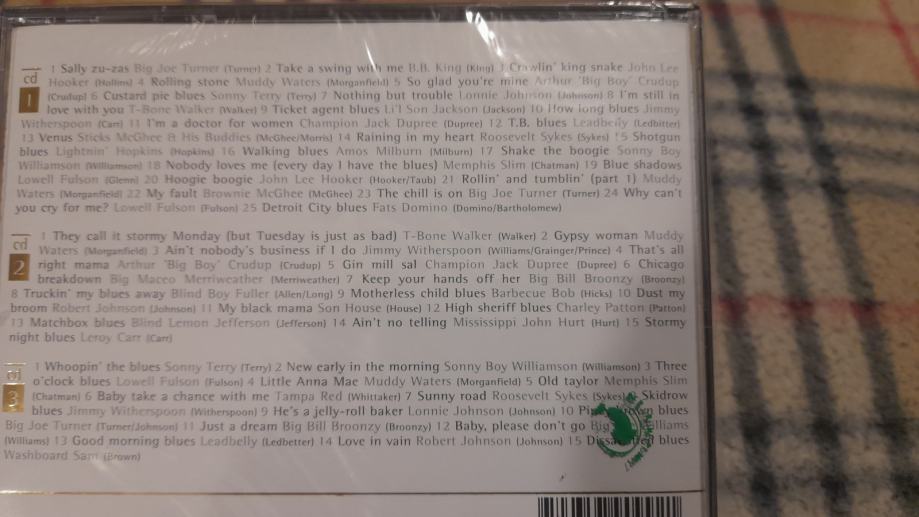 cd
1
1 Sally zu-zas Big Joe Turner (Turner) 2 Take a swing with me B.B. King (King) 3 Crawlin' king snake John Lee
Hooker (Hollins) 4 Rolling stone Muddy Waters (Morganfield) 5 So glad you're mine Arthur 'Big Boy' Crudup
(Crudup) 6 Custard pie blues Sonny Terry (Terry) 7 Nothing but trouble Lonnie Johnson (Johnson) 8 I'm still in
love with you T-Bone Walker (Walker) 9 Ticket agent blues Li'l Son Jackson (Jackson) 10 How long blues Jimmy
Witherspoon (Carr) 11 I'm a doctor for women Champion Jack Dupree (Dupree) 12 T.B. blues Leadbelly (Ledbitter)
13 Venus Sticks McGhee & His Buddies (McGhee/Morris) 14 Raining in my heart Roosevelt Sykes (Sykes) 15 Shotgun
blues Lightnin' Hopkins (Hopkins) 16 Walking blues Amos Milburn (Milburn) 17 Shake the boogie Sonny Boy
Williamson (Williamson) 18 Nobody loves me (every day I have the blues) Memphis Slim (Chatman) 19 Blue shadows
Lowell Fulson (Glenn) 20 Hoogie boogie John Lee Hooker (Hooker/Taub) 21 Rollin' and tumblin' (part 1) Muddy
Waters (Morganfield) 22 My fault Brownie McGhee (McGhee) 23 The chill is on Big Joe Turner (Turner) 24 Why can't
you cry for me? Lowell Fulson (Fulson) 25 Detroit City blues Fats Domino (Domino/Bartholomew)
cd
2
1 They call it stormy Monday (but Tuesday is just as bad) T-Bone Walker (Walker) 2 Gypsy woman Muddy
Waters (Morganfield) 3 Ain't nobody's business if I do Jimmy Witherspoon (Williams/Grainger/Prince) 4 That's all
right mama Arthur 'Big Boy' Crudup (Crudup) 5 Gin mill sal Champion Jack Dupree (Dupree) 6 Chicago
breakdown Big Maceo Merriweather (Merriweather) 7 Keep your hands off her Big Bill Broonzy (Broonzy)
8 Truckin' my blues away Blind Boy Fuller (Allen/Long) 9 Motherless child blues Barbecue Bob (Hicks) 10 Dust my
broom Robert Johnson (Johnson) 11 My black mama Son House (House) 12 High sheriff blues Charley Patton (Patton)
13 Matchbox blues Blind Lemon Jefferson (Jefferson) 14 Ain't no telling Mississippi John Hurt (Hurt) 15 Stormy
night blues Leroy Carr (Carr)
cd
3
1 Whoopin' the blues Sonny Terry (Terry) 2 New early in the morning Sonny Boy Williamson (Williamson) 3 Three
o'clock blues Lowell Fulson (Fulson) 4 Little Anna Mae Muddy Waters (Morganfield) 5 Old taylor Memphis Slim
(Chatman) 6 Baby take a chance with me Tampa Red (Whittaker) 7 Sunny road Roosevelt Sykes (Sykes) 8 Skidrow
blues Jimmy Witherspoon (Witherspoon) 9 He's a jelly-roll baker Lonnie Johnson (Johnson) 10 blues
Big Joe Turner (Turner/Johnson) 11 Just a dream Big Bill Broonzy (Broonzy) 12 Baby, please don't go Big Williams
(Williams) 13 Good morning blues Leadbelly (Ledbetter) 14 Love in vain Robert Johnson (Johnson) 15 blues
Washboard Sam (Brown)